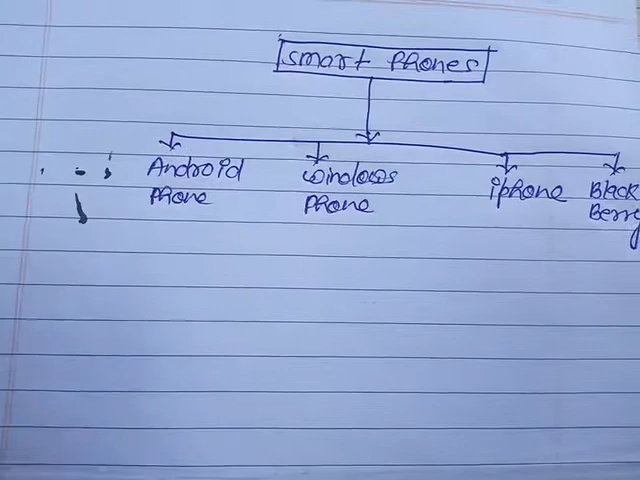 Smart Phones
Android
Phone
Windows
Phone
iphone
Black
Berry